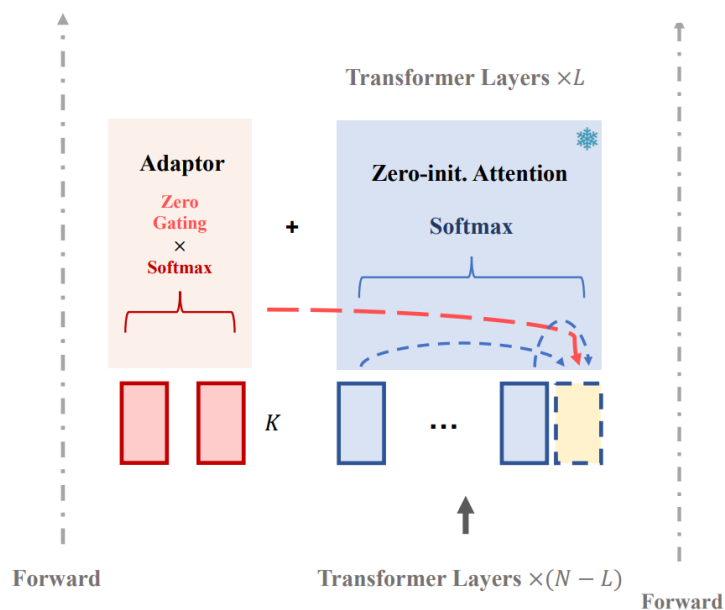 Transformer Layers ×L
Adaptor
Zero
Gating
×
Softmax
+
Zero-init. Attention
Softmax
K
...
Forward
Transformer Layers ×(N − L)
Forward